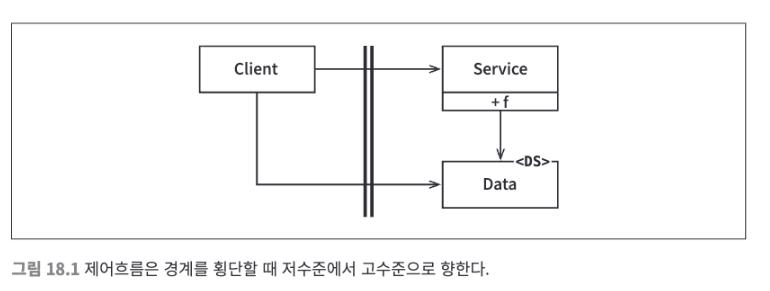 Client
Service
+ f
<DS>
Data
그림 18.1 제어흐름은 경계를 횡단할 때 저수준에서 고수준으로 향한다.